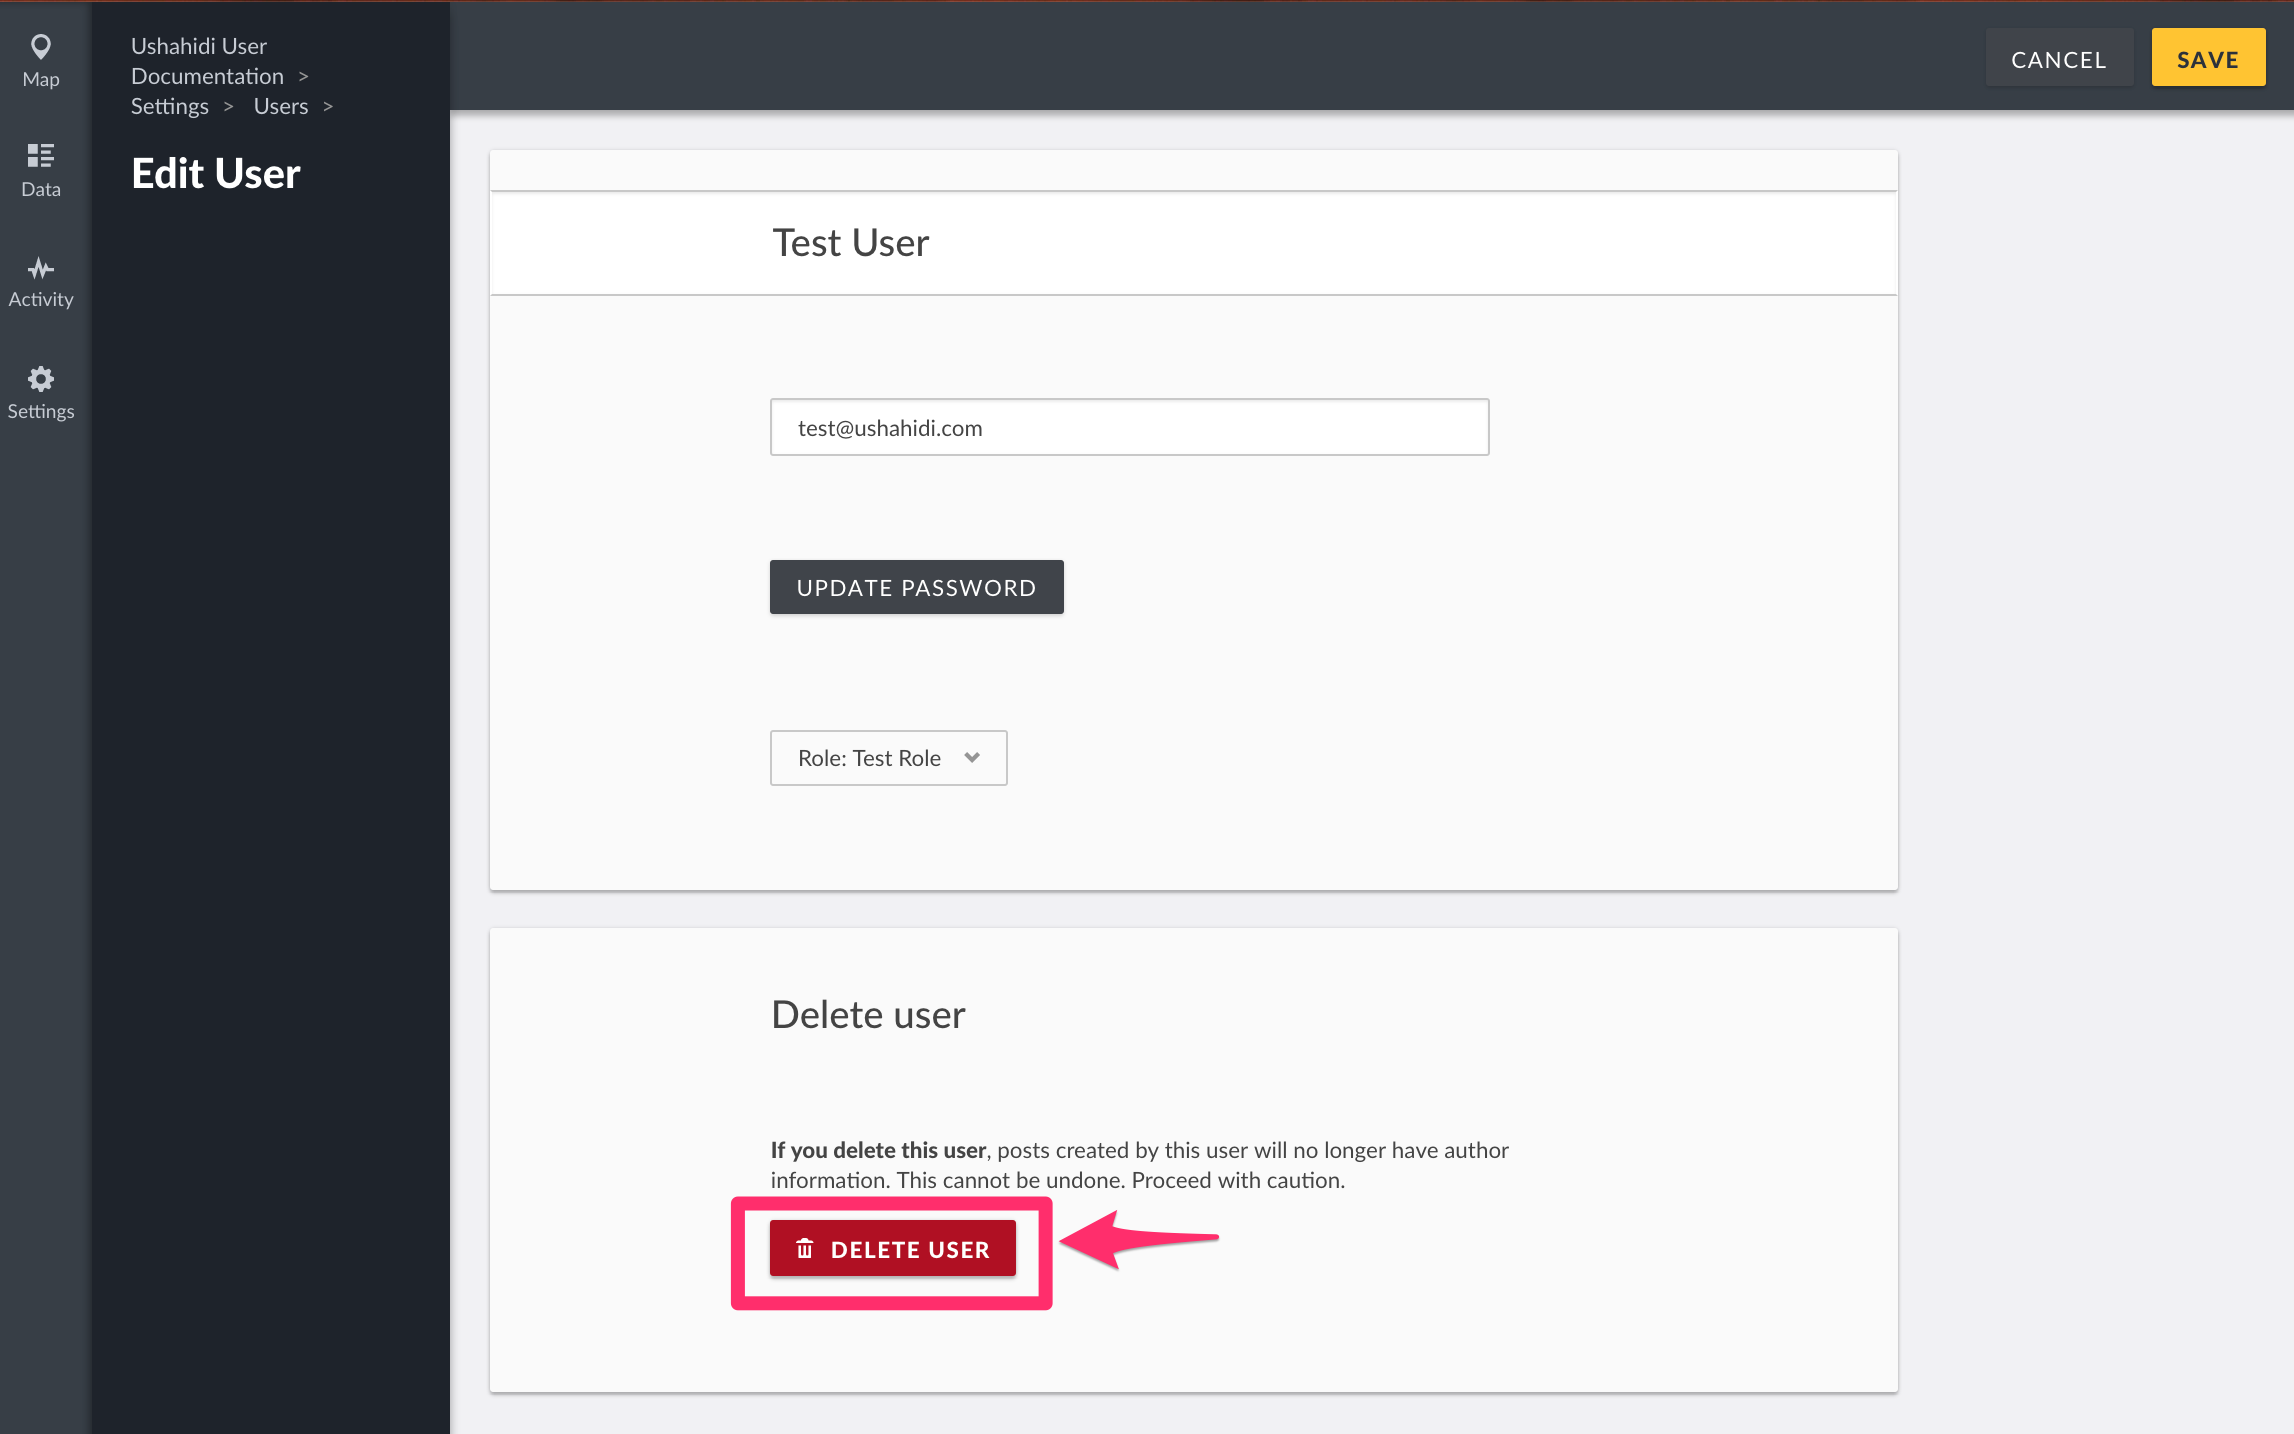 Map
Data
Activity
Settings
Ushahidi User
Documentation >
Settings > Users >
Edit User
CANCEL
SAVE
Test User
test@ushahidi.com
UPDATE PASSWORD
Role: Test Role
Delete user
If you delete this user, posts created by this user will no longer have author
information. This cannot be undone. Proceed with caution.
DELETE USER